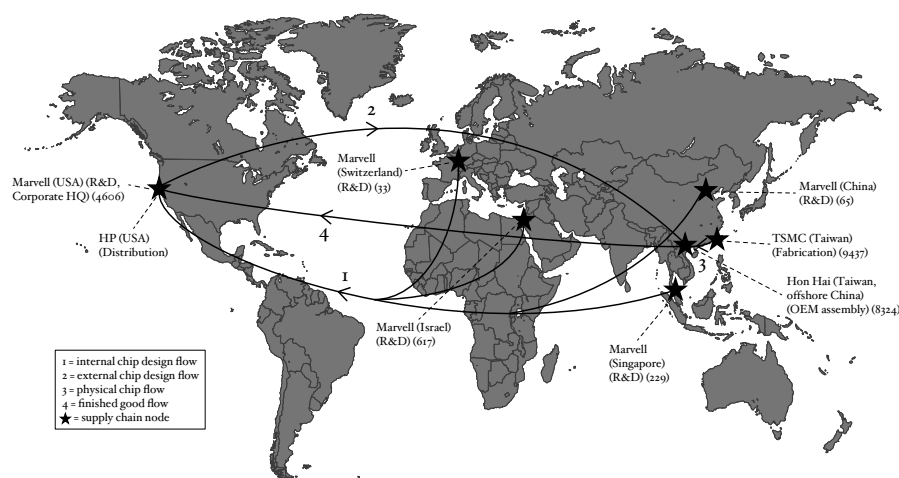 2
Marvell
(Switzerland)
(R&D) (33)
Marvell (USA) (R&D,
Corporate HQ) (4606)
Marvell (China)
(R&D) (65)
HP (USA)
(Distribution)
4
TSMC (Taiwan)
(Fabrication) (9437)
3
1
Hon Hai (Taiwan,
offshore China)
(OEM assembly) (8324)
Marvell (Israel)
(R&D) (617)
Marvell
(Singapore)
(R&D) (229)
1 = internal chip design flow
2 = external chip design flow
3 = physical chip flow
4 = finished good flow
★ = supply chain node